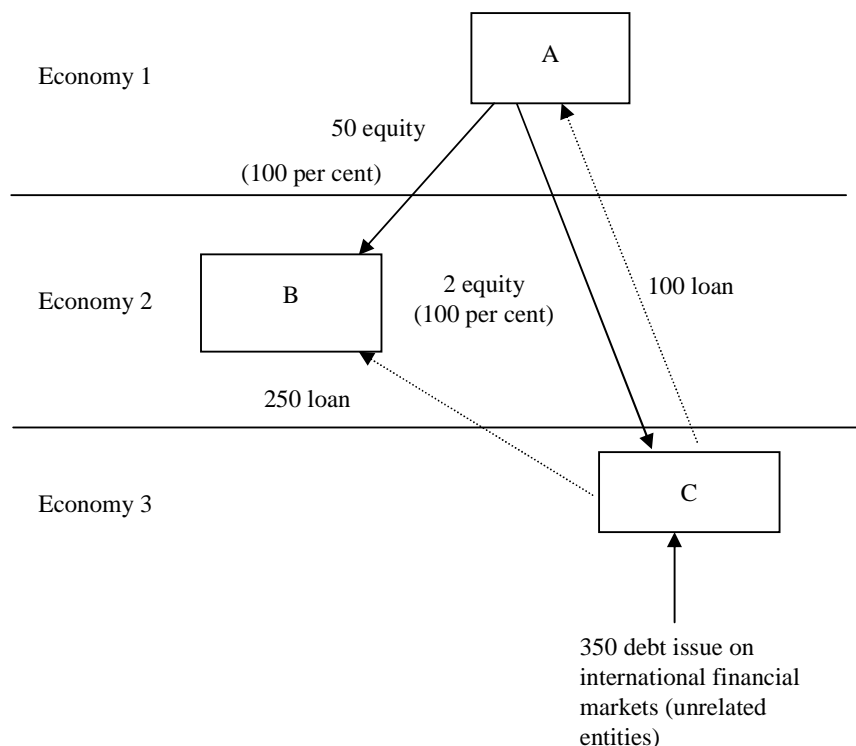 A
Economy 1
50 equity
(100 per cent)
B
Economy 2
2 equity
(100 per cent)
100 loan
250 loan
C
Economy 3
350 debt issue on
international financial
markets (unrelated
entities)